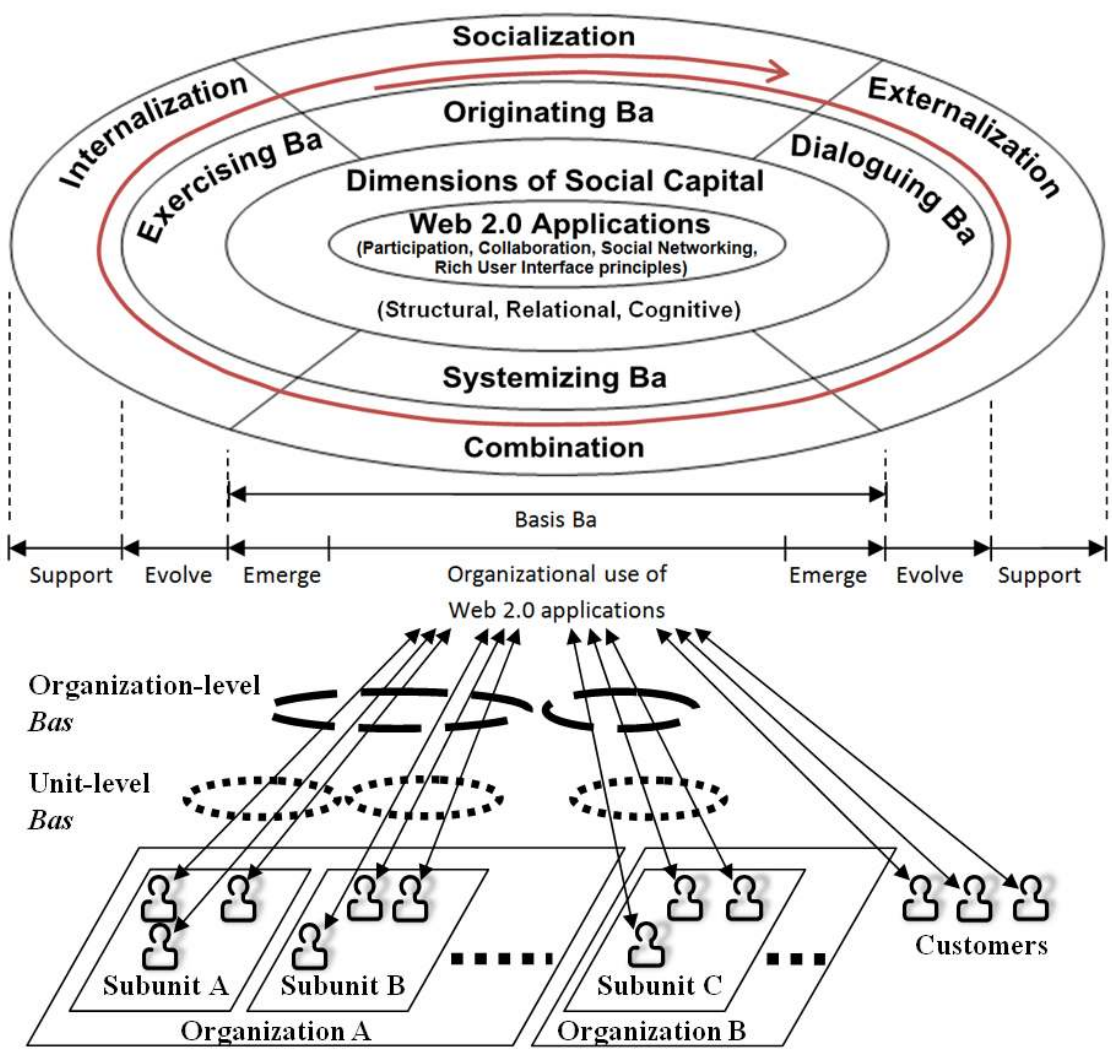 Socialization
Internalization
Externalization
Originating Ba
Exercising Ba
Dialoguing Ba
Dimensions of Social Capital
Web 2.0 Applications
(Participation, Collaboration, Social Networking,
Rich User Interface principles)
(Structural, Relational, Cognitive)
Systemizing Ba
Combination
Basis Ba
Support
Evolve
Emerge
Organizational use of
Web 2.0 applications
Emerge
Evolve
Support
Organization-level
Bas
Unit-level
Bas
Customers
Subunit A
Subunit B
Subunit C
Organization A
Organization B